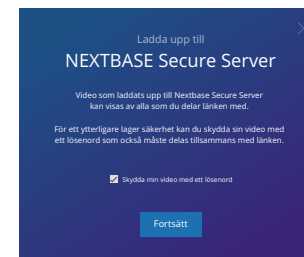 Ladda upp till
NEXTBASE Secure Server
Video som laddats upp till Nextbase Secure Server
kan visas av alla som du delar länken med.
För ett ytterligare lager säkerhet kan du skydda sin video med
ett lösenord som också måste delas tillsammans med länken.
Skydda min video med ett lösenord
Fortsätt